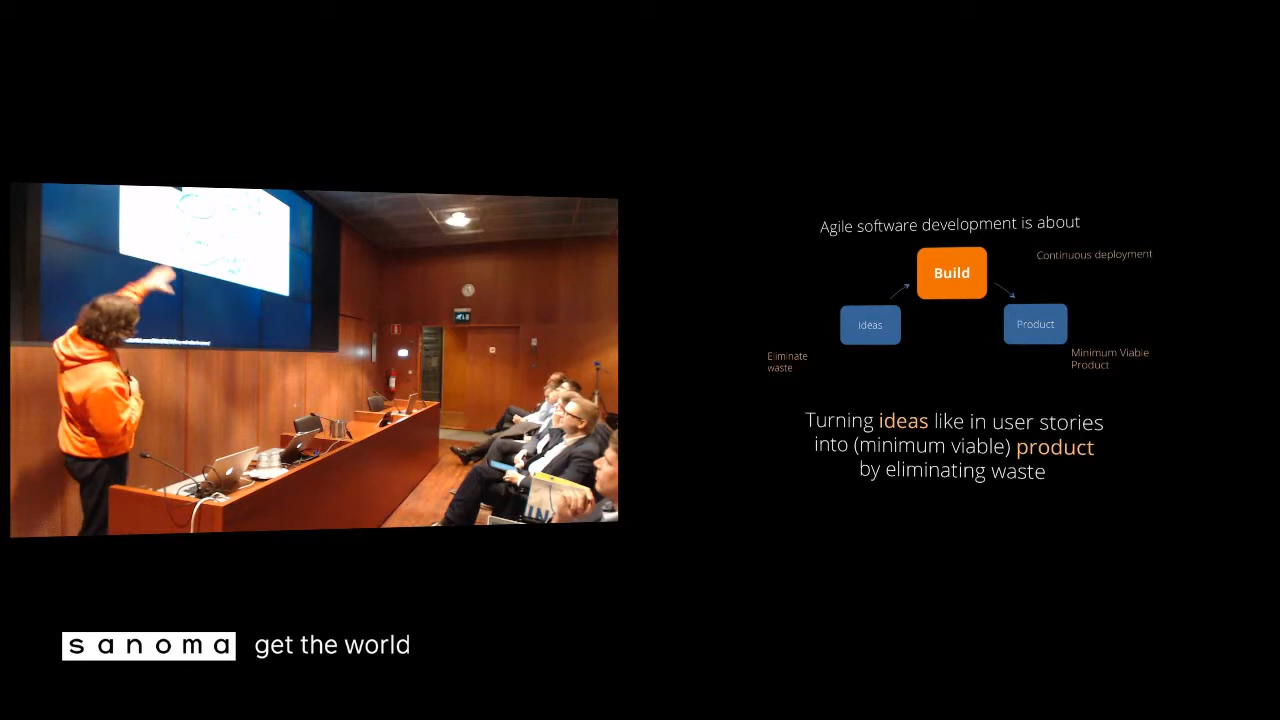 Agile software development is about
Build
Continuous deployment
Ideas
Product
Eliminate
waste
Minimum Viable
Product
Turning ideas like in user stories
into (minimum viable) product
by eliminating waste
sanoma get the world